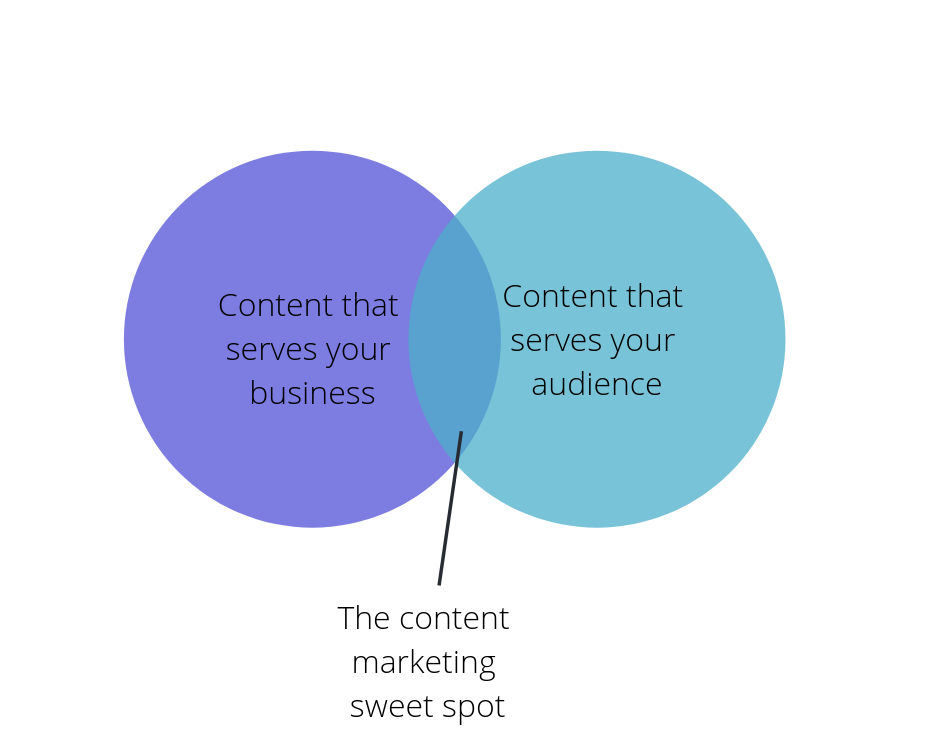 Content that
serves your
business
Content that
serves your
audience
The content
marketing
sweet spot